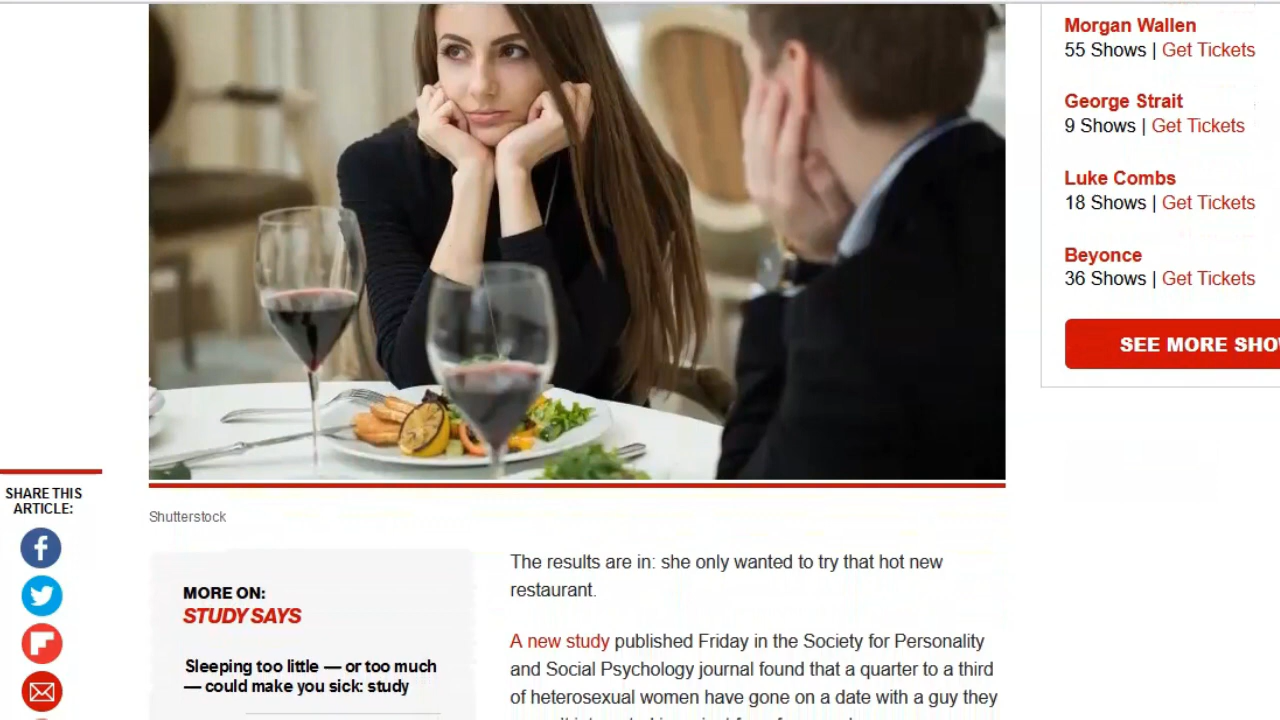 Morgan Wallen
55 Shows | Get Tickets
George Strait
9 Shows | Get Tickets
Luke Combs
18 Shows | Get Tickets
Beyonce
36 Shows | Get Tickets
SEE MORE SHO
SHARE THIS
ARTICLE:
Shutterstock
MORE ON:
STUDY SAYS
Sleeping too little — or too much
— could make you sick: study
The results are in: she only wanted to try that hot new
restaurant.
A new study published Friday in the Society for Personality
and Social Psychology journal found that a quarter to a third
of heterosexual women have gone on a date with a guy they